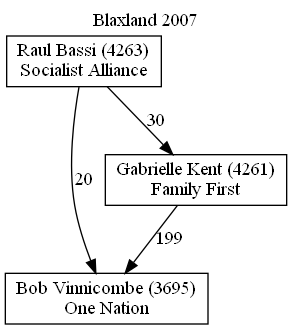 Blaxland 2007
Raul Bassi (4263)
Socialist Alliance
30
Gabrielle Kent (4261)
Family First
20
199
Bob Vinnicombe (3695)
One Nation